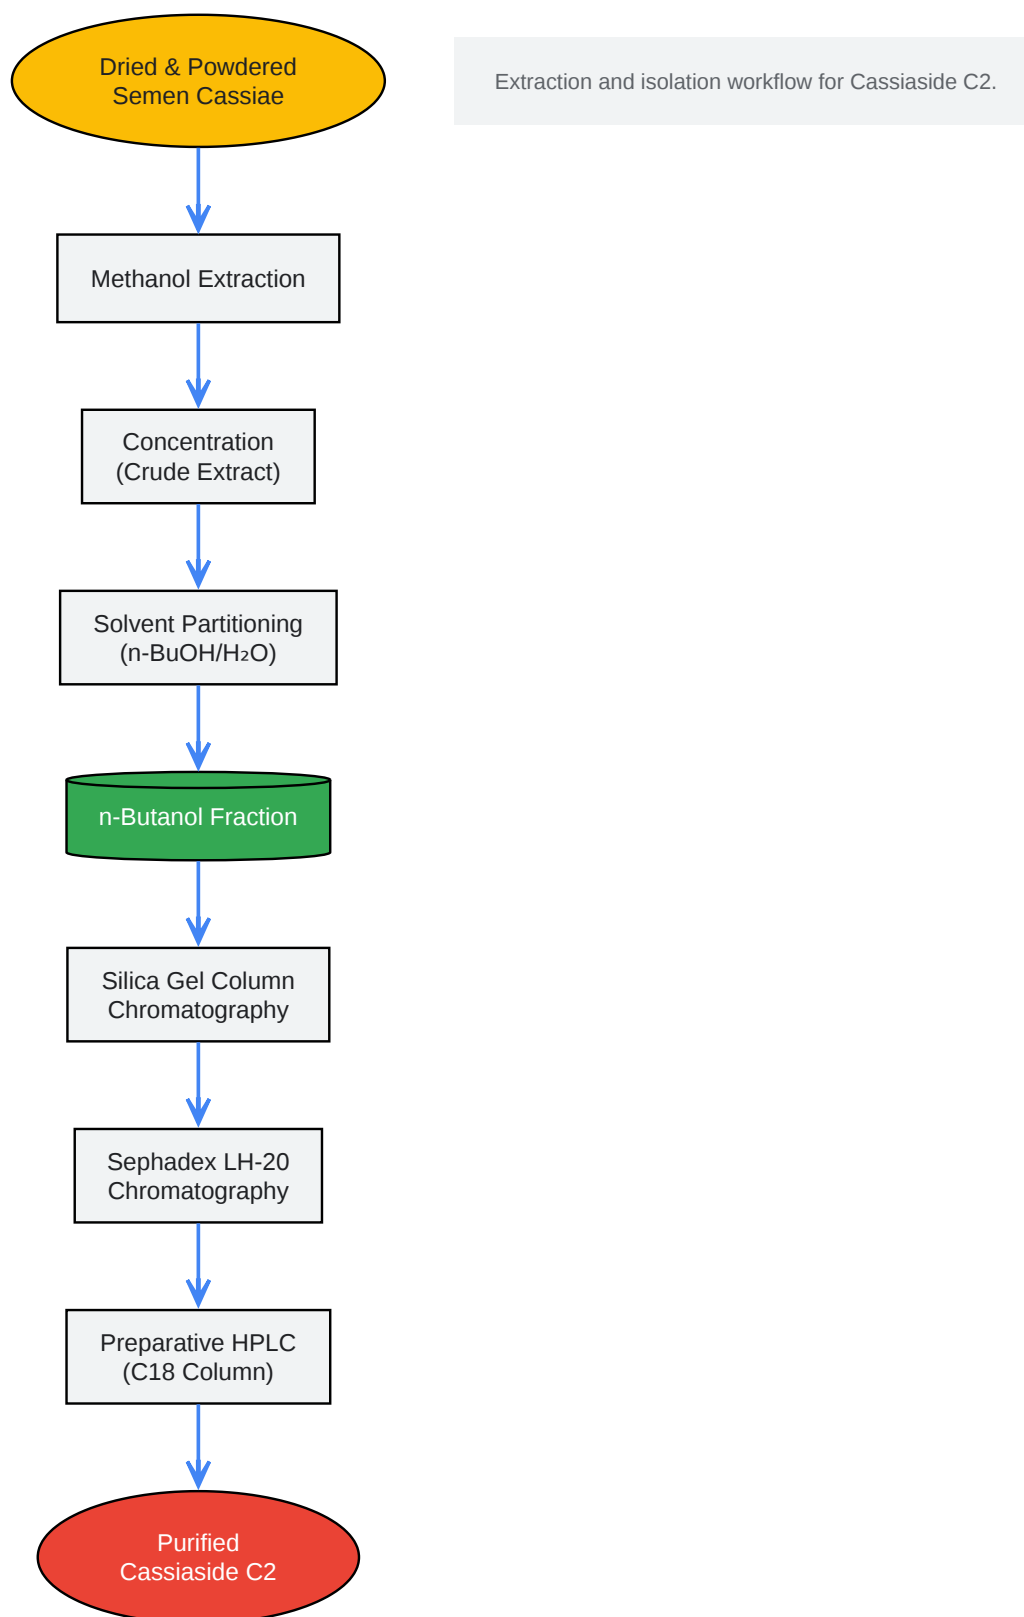 Dried & Powdered
Semen Cassiae
Extraction and isolation workflow for Cassiaside C2.
Methanol Extraction
Concentration
(Crude Extract)
Solvent Partitioning
(n-BuOH/H₂O)
n-Butanol Fraction
Silica Gel Column
Chromatography
Sephadex LH-20
Chromatography
Preparative HPLC
(C18 Column)
Purified
Cassiaside C2